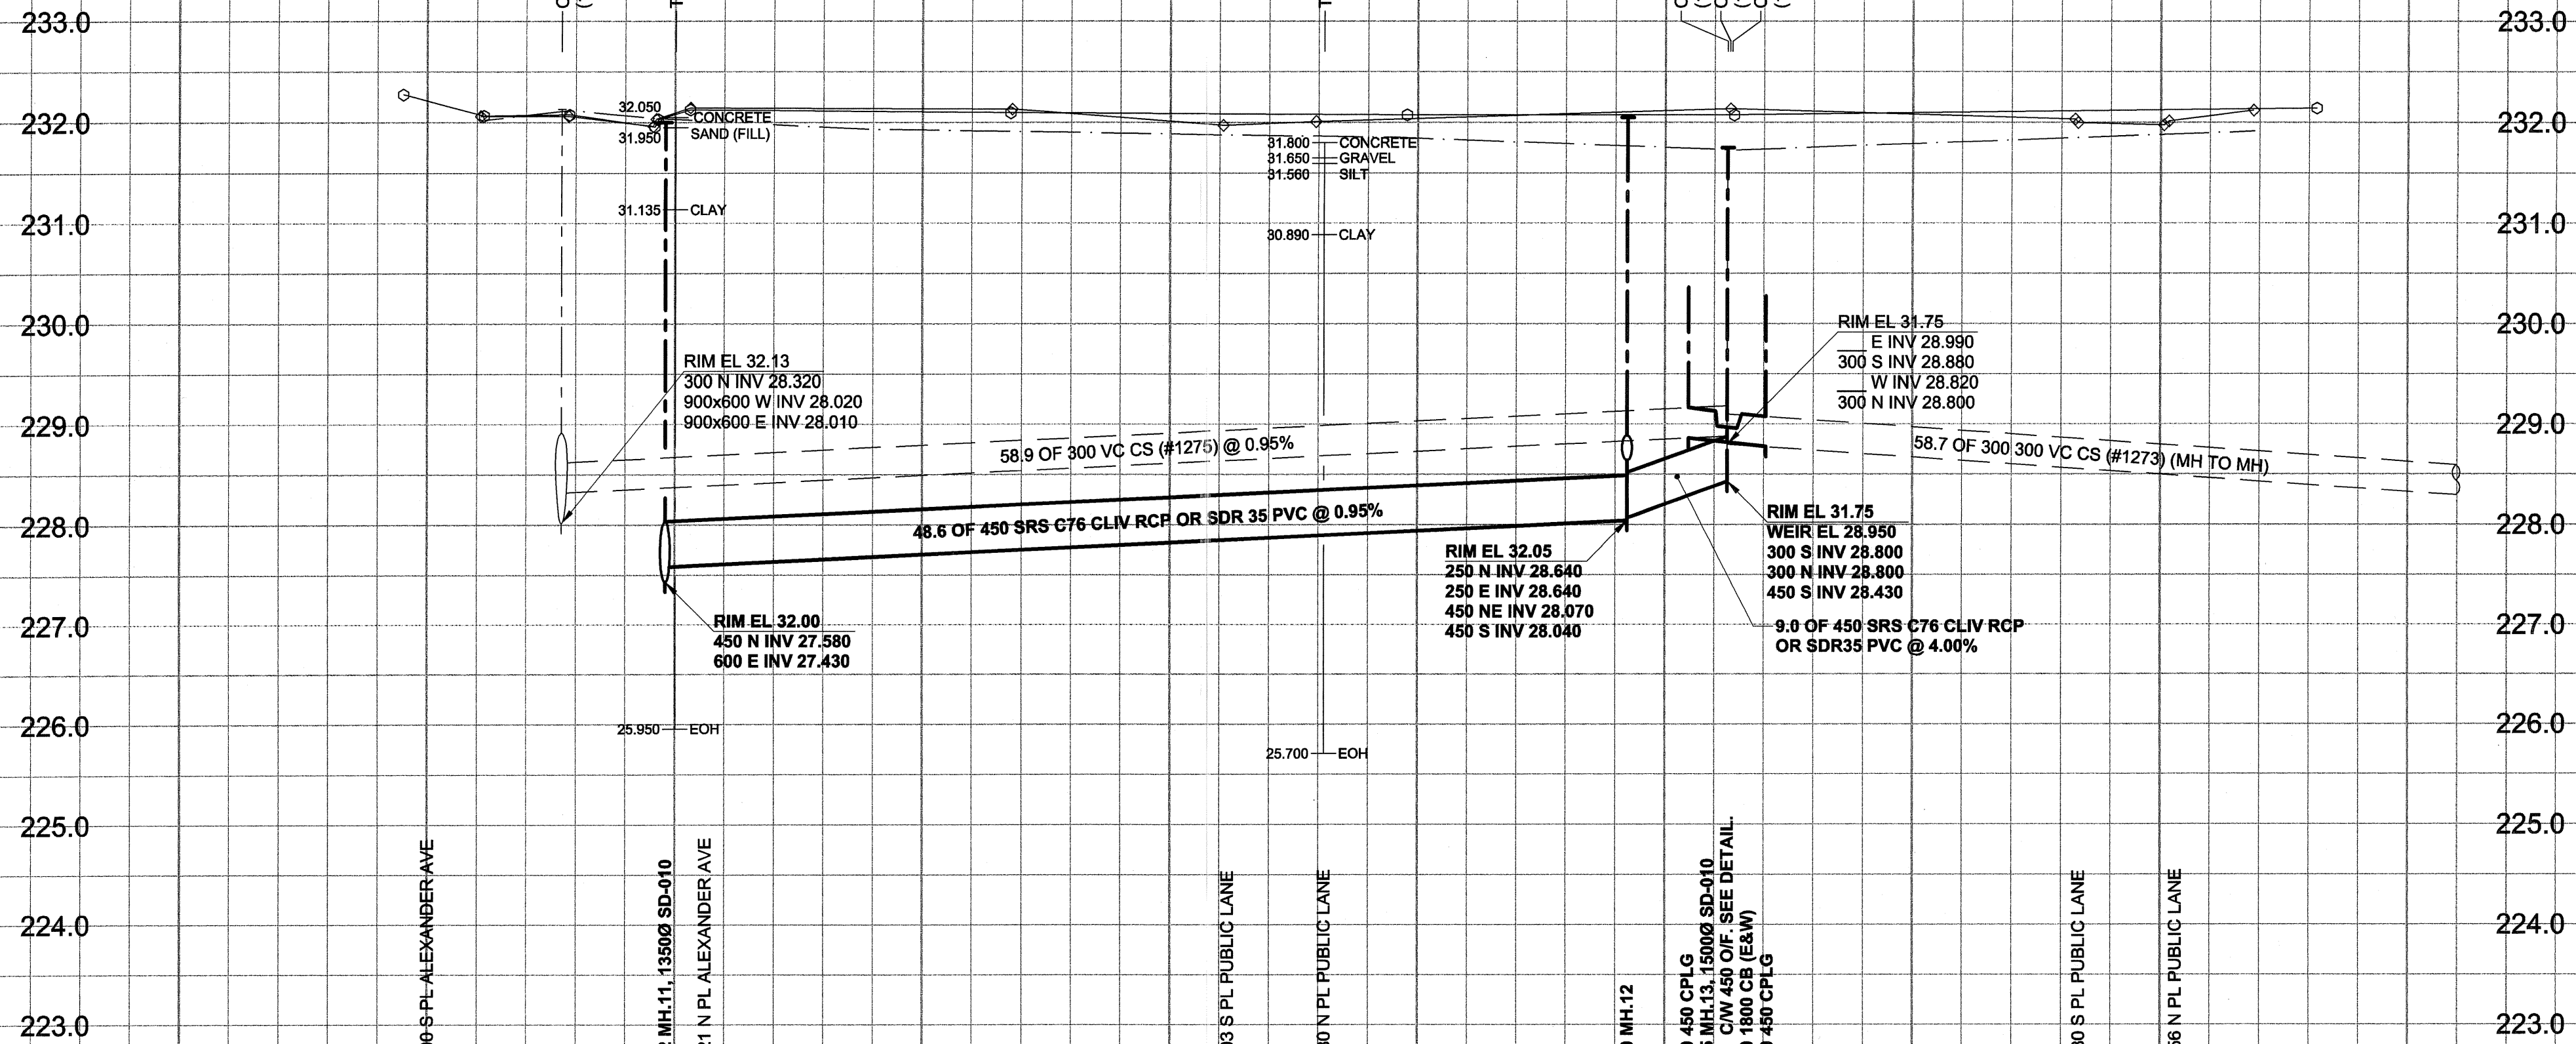 233.0
233.0
232.0
32.050
CONCRETE
31.950
SAND (FILL)
31.800
CONCRETE
31.650
GRAVEL
31.560
SILT
232.0
31.135
CLAY
30.890
CLAY
231.0
231.0
230.0
230.0
RIM EL 32.13
300 N INV 28.320
900x600 W INV 28.020
900x600 E INV 28.010
RIM EL 31.75
E INV 28.990
300 S INV 28.880
W INV 28.820
300 N INV 28.800
229.0
229.0
58.9 OF 300 VC CS (#1275) @ 0.95%
58.7 OF 300 300 VC CS (#1273) (MH TO MH)
228.0
228.0
48.6 OF 450 SRS C76 CLIV RCP OR SDR 35 PVC @ 0.95%
RIM EL 32.05
250 N INV 28.640
250 E INV 28.640
450 NE INV 28.070
450 S INV 28.040
RIM EL 31.75
WEIR EL 28.950
300 S INV 28.800
300 N INV 28.800
450 S INV 28.430
227.0
227.0
RIM EL 32.00
450 N INV 27.580
600 E INV 27.430
9.0 OF 450 SRS C76 CLIV RCP
OR SDR35 PVC @ 4.00%
226.0
226.0
25.950
EOH
25.700
EOH
225.0
225.0
224.0
224.0
223.0
223.0
S PL ALEXANDER AVE
MH.11, 1350Ø SD-010
N PL ALEXANDER AVE
S PL PUBLIC LANE
N PL PUBLIC LANE
MH.12
450 CPLG
MH.13, 1500Ø SD-010
C/W 450 O/F. SEE DETAIL.
1800 CB (E&W)
450 CPLG
S PL PUBLIC LANE
N PL PUBLIC LANE